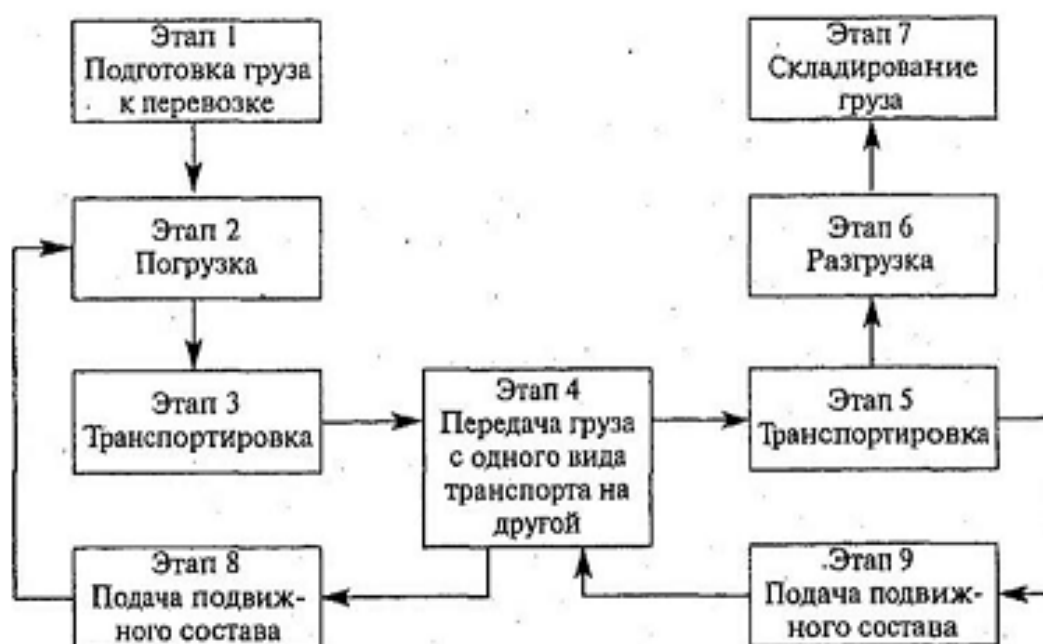 Этап 1
Подготовка груза
к перевозке
Этап 2
Погрузка
Этап 3
Транспортировка
Этап 4
Передача груза
с одного вида
транспорта на
другой
Этап 5
Транспортировка
Этап 6
Разгрузка
Этап 7
Складирование
груза
Этап 8
Подача подвиж-
ного состава
Этап 9
Подача подвиж-
ного состава